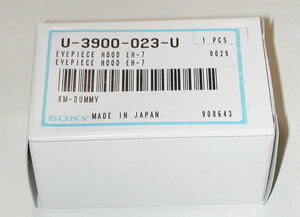 U-3900-023-U
1 PCS
EYEPIECE HOOD EH-7 0029
EYEPIECE HOOD EH-7
KM-DUMMY
SONY MADE IN JAPAN 908643